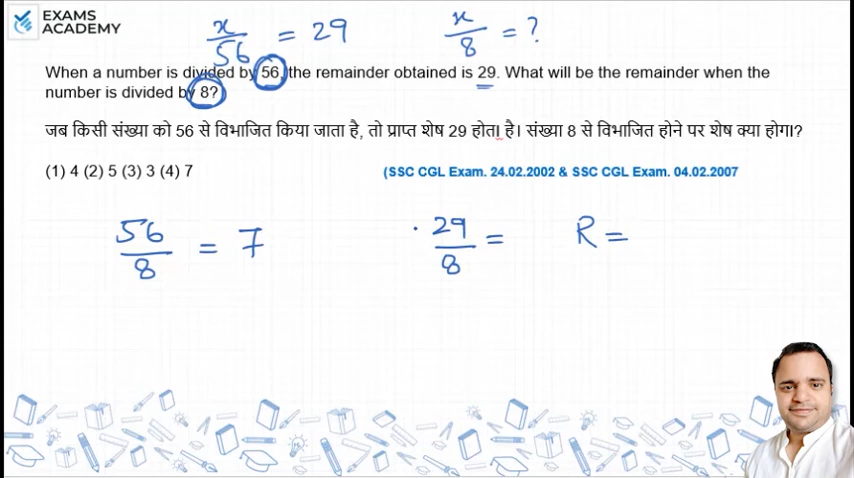 EXAMS
ACADEMY
x/56 = 29
x/8 = ?
When a number is divided by 56, the remainder obtained is 29. What will be the remainder when the
number is divided by 8?
जब किसी संख्या को 56 से विभाजित किया जाता है, तो प्राप्त शेष 29 होता है। संख्या 8 से विभाजित होने पर शेष क्या होगा?
(1) 4 (2) 5 (3) 3 (4) 7
(SSC CGL Exam. 24.02.2002 & SSC CGL Exam. 04.02.2007
56/8 = 7
29/8 =
R =